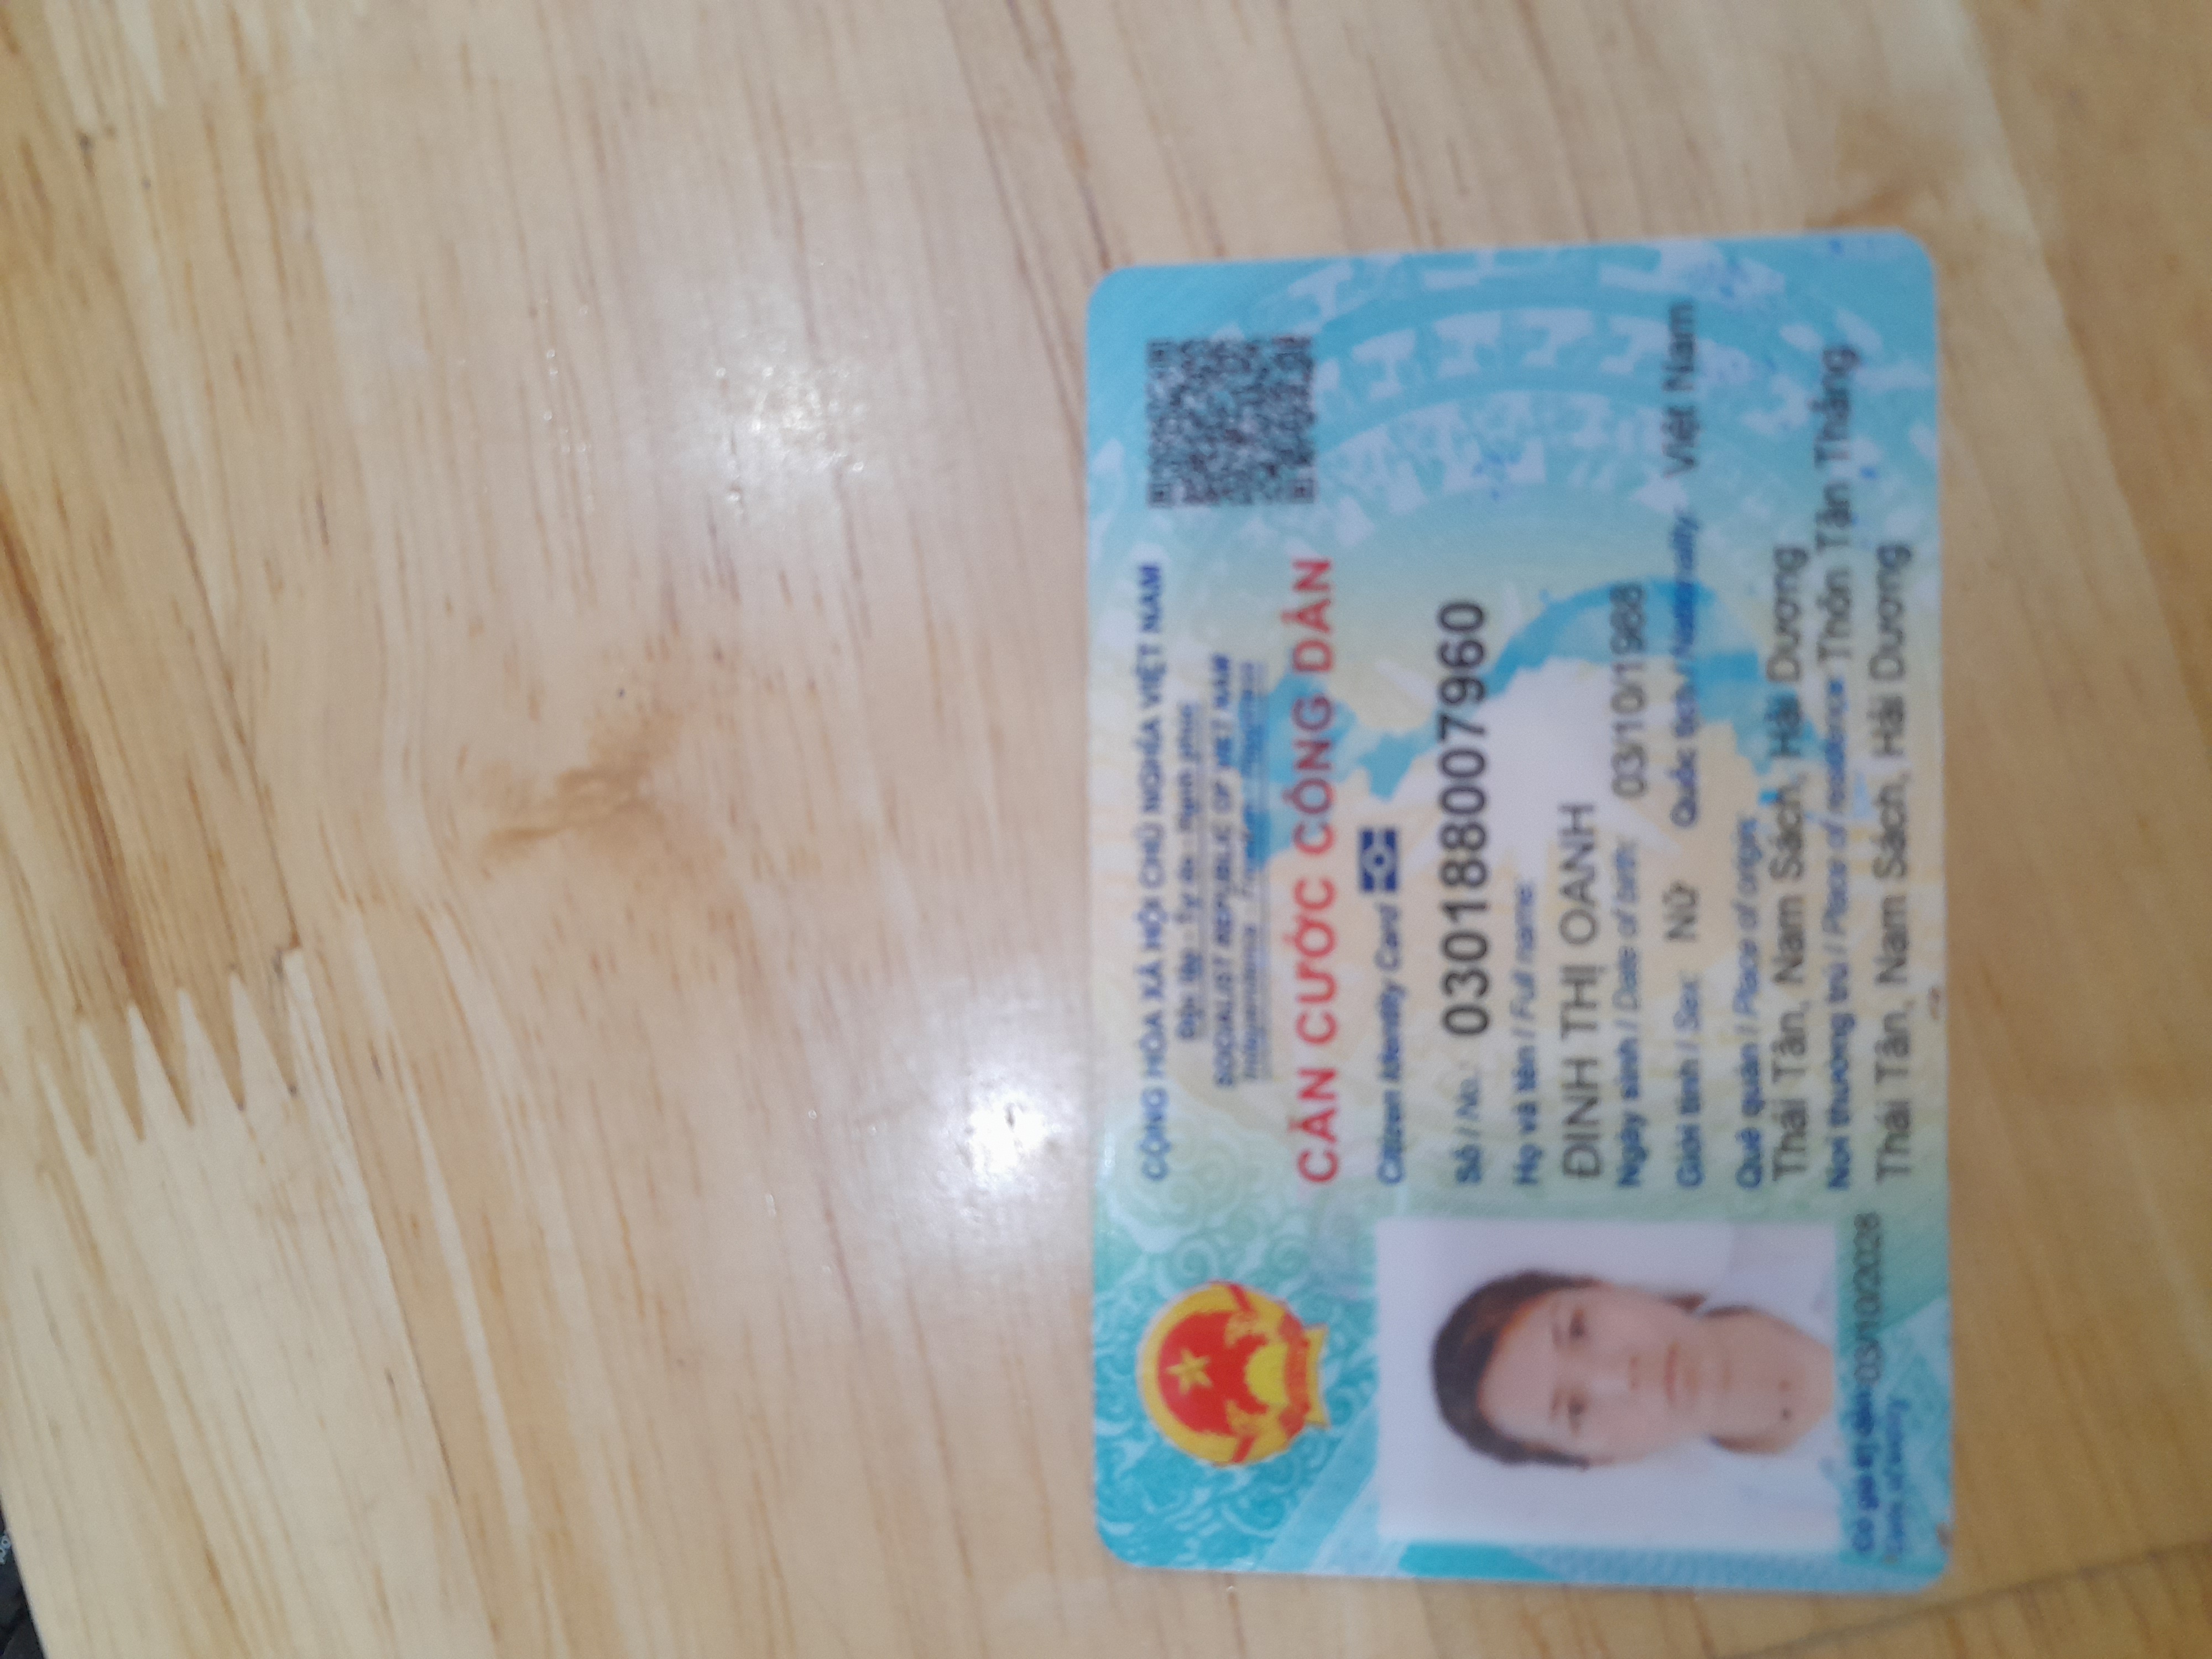 CỘNG HÒA XÃ HỘI CHỦ NGHĨA VIỆT NAM
Độc lập - Tự do - Hạnh phúc
SOCIALIST REPUBLIC OF VIET NAM
Independence - Freedom - Happiness
CĂN CƯỚC CÔNG DÂN
Citizen Identity Card
Số / No.: 030188007960
Họ và tên / Full name:
ĐINH THỊ OANH
Ngày sinh / Date of birth: 03/10/1988
Giới tính / Sex: Nữ Quốc tịch / Nationality: Việt Nam
Quê quán / Place of origin:
Thái Tân, Nam Sách, Hải Dương
Nơi thường trú / Place of residence: Thôn Tân Thắng
Thái Tân, Nam Sách, Hải Dương
Có giá trị đến: 03/10/2028
Date of expiry